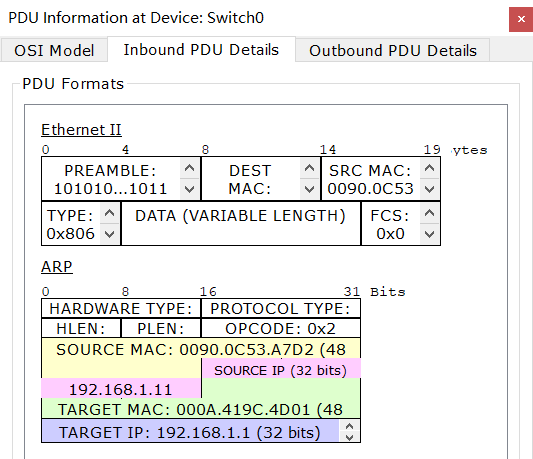 PDU Information at Device: Switch0
OSI Model Inbound PDU Details Outbound PDU Details
PDU Formats
Ethernet II
0 4 8 14 19 ytes
PREAMBLE: DEST SRC MAC:
101010...1011 MAC: 0090.0C53
TYPE: DATA (VARIABLE LENGTH) FCS:
0x806 0x0
ARP
0 8 16 31 Bits
HARDWARE TYPE: PROTOCOL TYPE:
HLEN: PLEN: OPCODE: 0x2
SOURCE MAC: 0090.0C53.A7D2 (48
SOURCE IP (32 bits)
192.168.1.11
TARGET MAC: 000A.419C.4D01 (48
TARGET IP: 192.168.1.1 (32 bits)